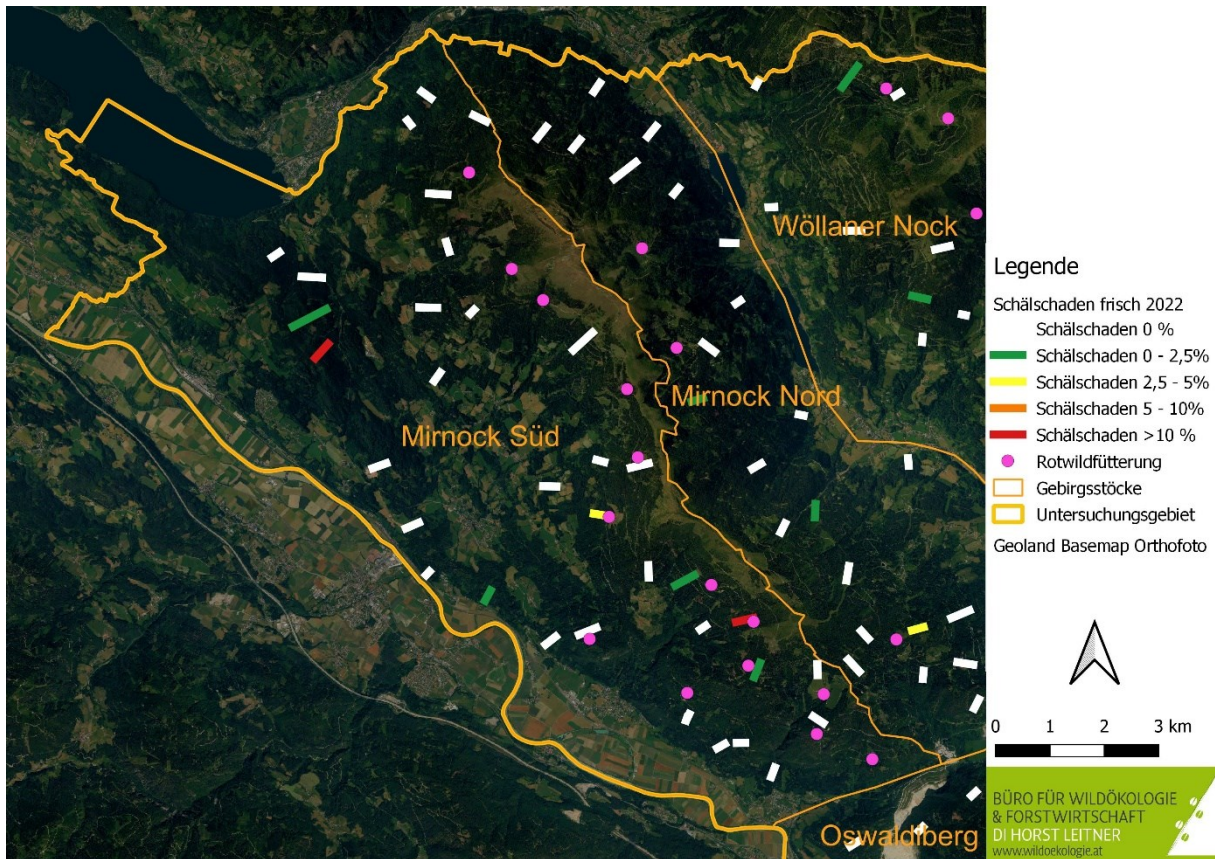 Wöllaner Nock
Mirnock Nord
Mirnock Süd
Oswaldiberg
Legende
Schälschaden frisch 2022
Schälschaden 0 %
Schälschaden 0 - 2,5%
Schälschaden 2,5 - 5%
Schälschaden 5 - 10%
Schälschaden >10 %
Rotwildfütterung
Gebirgsstöcke
Untersuchungsgebiet
Geoland Basemap Orthofoto
0 1 2 3 km
BÜRO FÜR WILDÖKOLOGIE
& FORSTWIRTSCHAFT
DI HORST LEITNER
www.wildoekologie.at